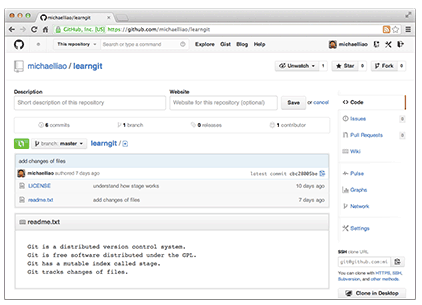 michaelliao/learngit
GitHub, Inc. [US] https://github.com/michaelliao/learngit
This repository Search or type a command Explore Gist Blog Help michaelliao
michaelliao / learngit Unwatch 1 Star 0 Fork 0
Description Website
Short description of this repository Website for this repository (optional) Save or cancel
6 commits 1 branch 0 releases 1 contributor
branch: master learngit /
add changes of files
michaelliao authored 7 days ago latest commit cbc20005be
LICENSE understand how stage works 10 days ago
readme.txt add changes of files 7 days ago
readme.txt
Git is a distributed version control system.
Git is free software distributed under the GPL.
Git has a mutable index called stage.
Git tracks changes of files.
Code
Issues 0
Pull Requests 0
Wiki
Pulse
Graphs
Network
Settings
SSH clone URL
git@github.com:mi
You can clone with HTTPS, SSH,
Subversion, and other methods.
Clone in Desktop